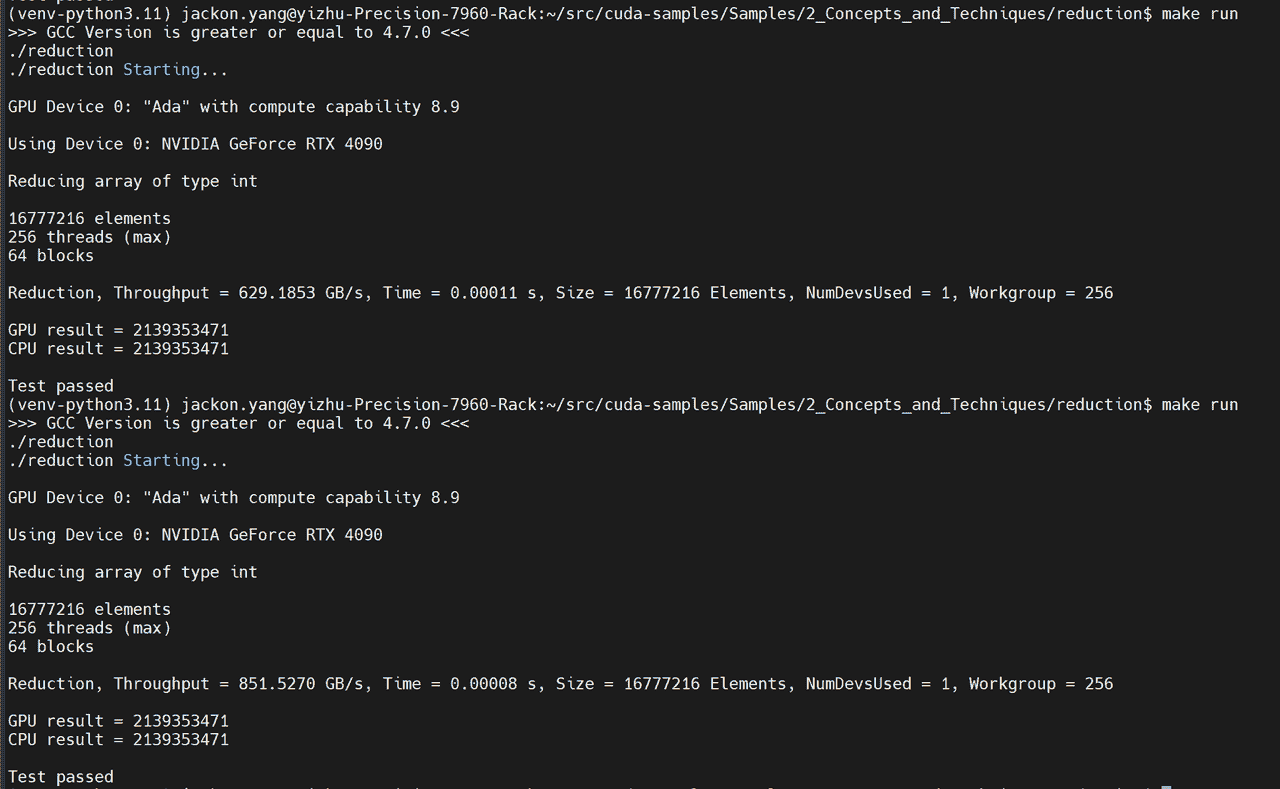 (venv-python3.11) jackon.yang@yizhu-Precision-7960-Rack:~/src/cuda-samples/Samples/2_Concepts_and_Techniques/reduction$ make run
>>> GCC Version is greater or equal to 4.7.0 <<<
./reduction
./reduction Starting...
GPU Device 0: "Ada" with compute capability 8.9
Using Device 0: NVIDIA GeForce RTX 4090
Reducing array of type int
16777216 elements
256 threads (max)
64 blocks
Reduction, Throughput = 629.1853 GB/s, Time = 0.00011 s, Size = 16777216 Elements, NumDevsUsed = 1, Workgroup = 256
GPU result = 2139353471
CPU result = 2139353471
Test passed
(venv-python3.11) jackon.yang@yizhu-Precision-7960-Rack:~/src/cuda-samples/Samples/2_Concepts_and_Techniques/reduction$ make run
>>> GCC Version is greater or equal to 4.7.0 <<<
./reduction
./reduction Starting...
GPU Device 0: "Ada" with compute capability 8.9
Using Device 0: NVIDIA GeForce RTX 4090
Reducing array of type int
16777216 elements
256 threads (max)
64 blocks
Reduction, Throughput = 851.5270 GB/s, Time = 0.00008 s, Size = 16777216 Elements, NumDevsUsed = 1, Workgroup = 256
GPU result = 2139353471
CPU result = 2139353471
Test passed